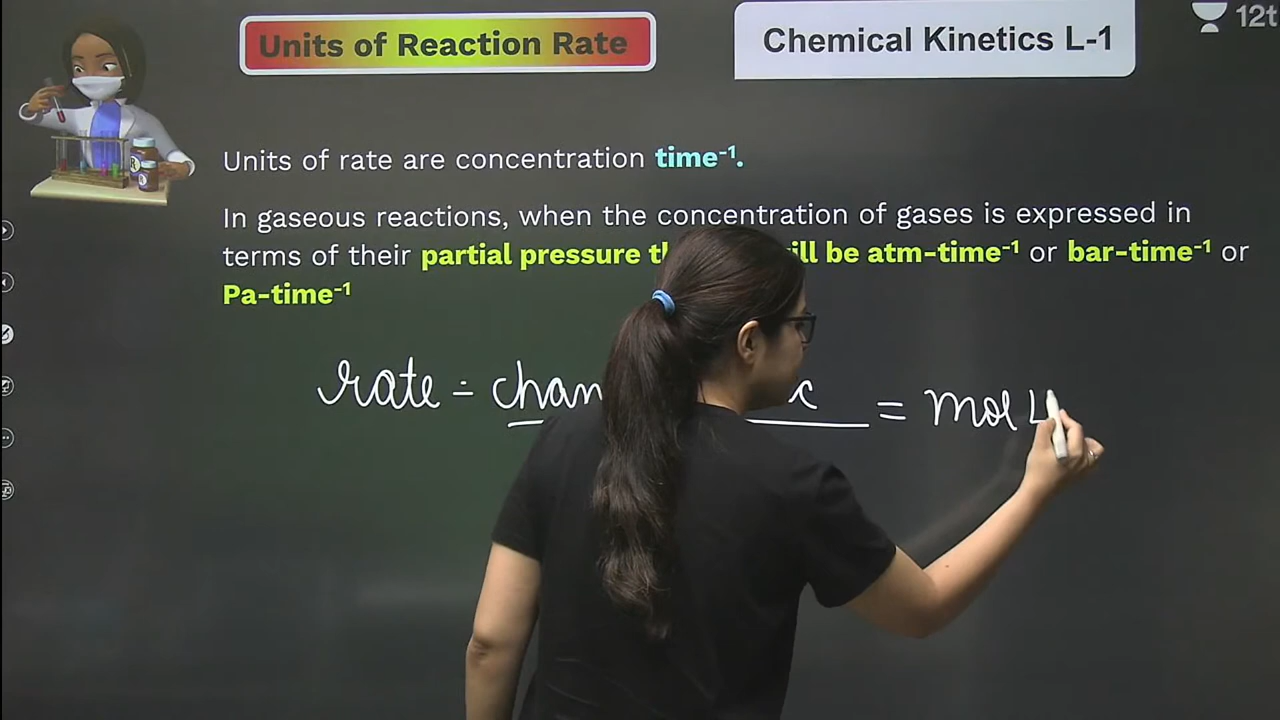 Units of Reaction Rate
Chemical Kinetics L-1
12t
Units of rate are concentration time⁻¹.
In gaseous reactions, when the concentration of gases is expressed in
terms of their partial pressure will be atm-time⁻¹ or bar-time⁻¹ or
Pa-time⁻¹
rate = = mol L